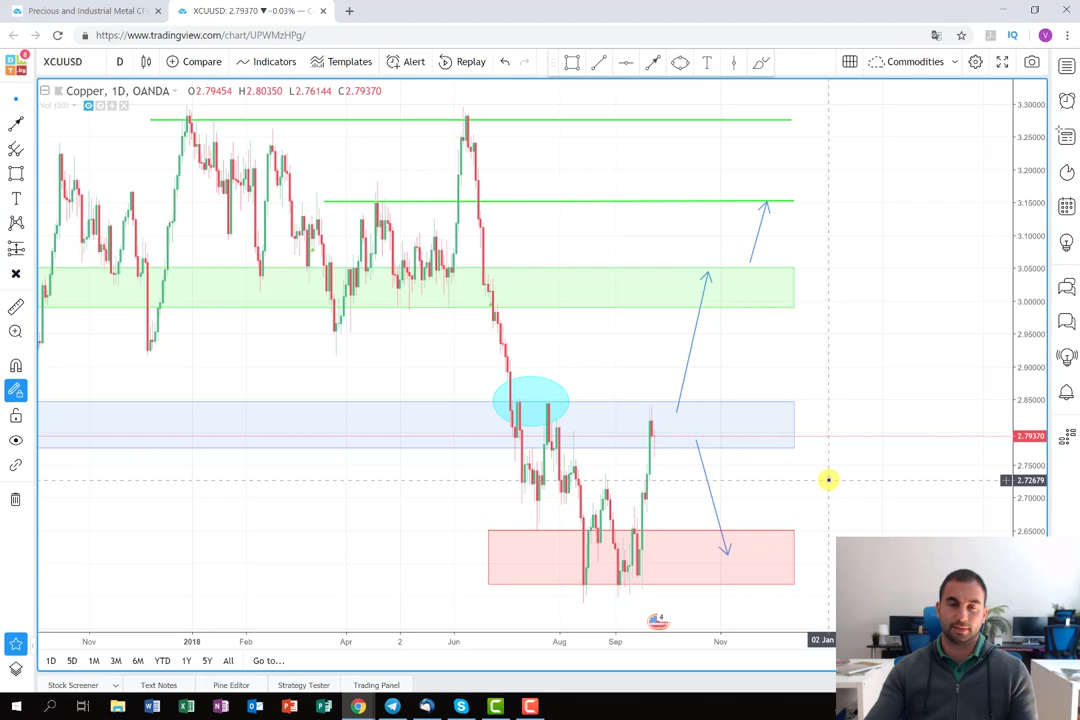 Precious and Industrial Metal CF
XCUUSD: 2.79370 ▼−0.03% — C
https://www.tradingview.com/chart/UPWMzHPg/
IQ
V
8
XCUUSD
D
Compare
Indicators
Templates
Alert
Replay
Commodities
Copper, 1D, OANDA
O2.79454 H2.80350 L2.76144 C2.79370
Vol (20)
3.30000
3.25000
3.20000
3.15000
3.10000
3.05000
3.00000
2.95000
2.90000
2.85000
2.79370
2.75000
2.72679
2.70000
2.65000
4
Nov
2018
Feb
Apr
2
Jun
Aug
Sep
Nov
02 Jan
1D
5D
1M
3M
6M
YTD
1Y
5Y
All
Go to...
Stock Screener
Text Notes
Pine Editor
Strategy Tester
Trading Panel